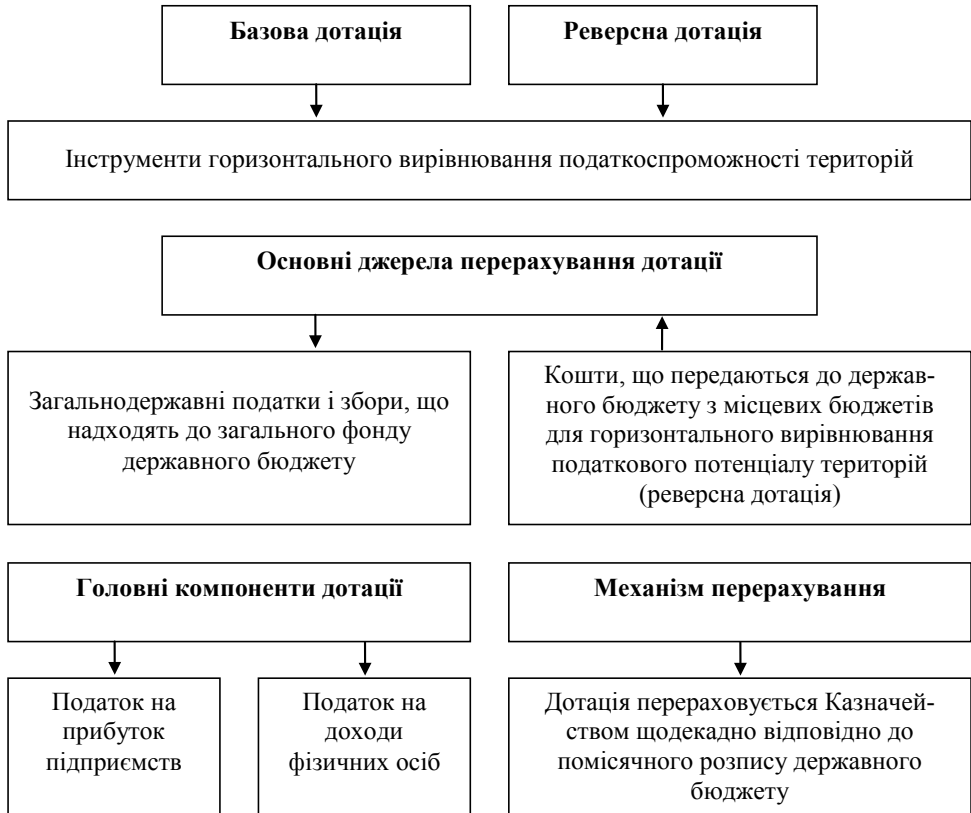 Базова дотація
Реверсна дотація
Інструменти горизонтального вирівнювання податкоспроможності територій
Основні джерела перерахування дотації
Загальнодержавні податки і збори, що
надходять до загального фонду
державного бюджету
Кошти, що передаються до держав-
ного бюджету з місцевих бюджетів
для горизонтального вирівнювання
податкового потенціалу територій
(реверсна дотація)
Головні компоненти дотації
Механізм перерахування
Податок на
прибуток
підприємств
Податок на
доходи
фізичних осіб
Дотація перераховується Казначей-
ством щодекадно відповідно до
помісячного розпису державного
бюджету